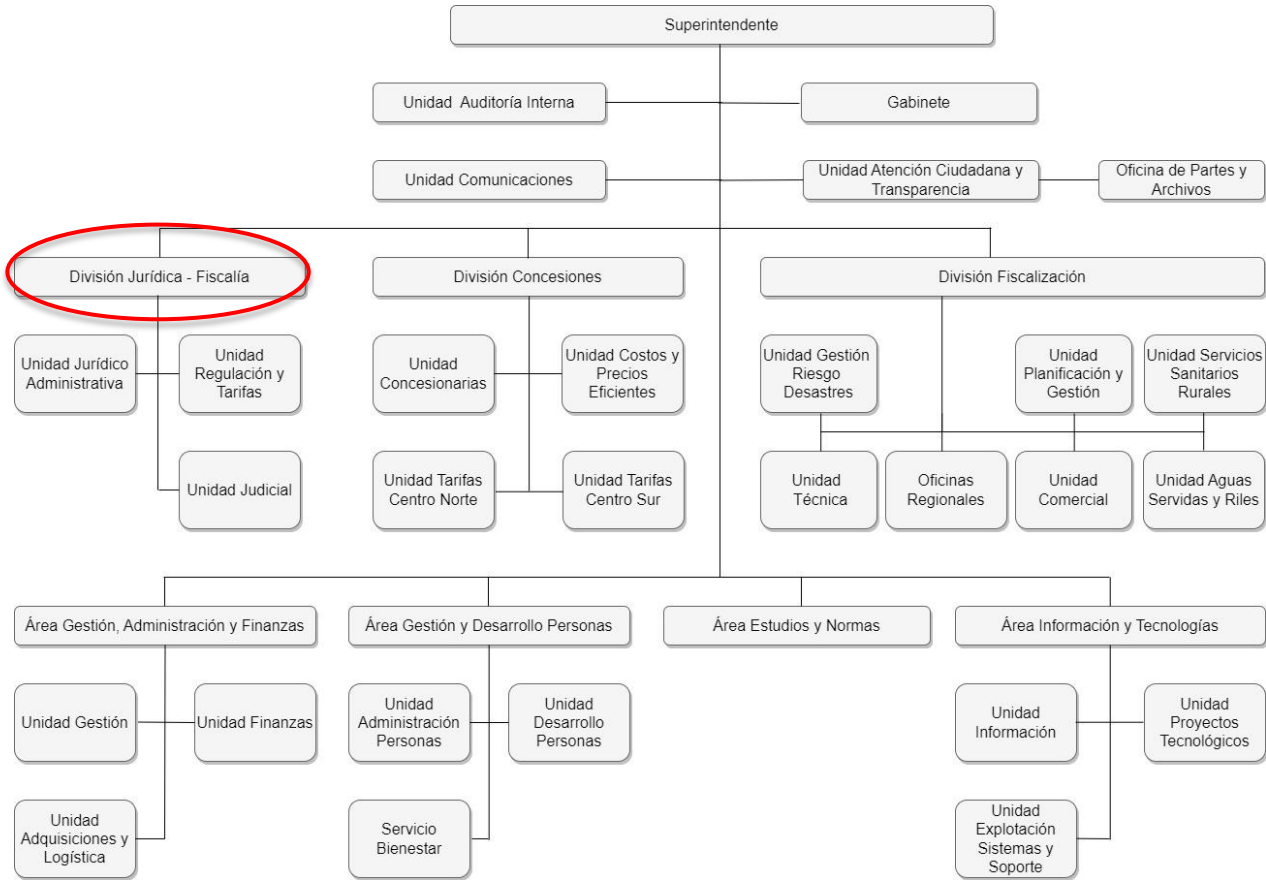 Superintendente
Unidad Auditoría Interna
Gabinete
Unidad Comunicaciones
Unidad Atención Ciudadana y
Transparencia
Oficina de Partes y
Archivos
División Jurídica - Fiscalía
División Concesiones
División Fiscalización
Unidad Jurídico
Administrativa
Unidad
Regulación y
Tarifas
Unidad
Concesionarias
Unidad Costos y
Precios
Eficientes
Unidad Gestión
Riesgo
Desastres
Unidad
Planificación y
Gestión
Unidad Servicios
Sanitarios
Rurales
Unidad Judicial
Unidad Tarifas
Centro Norte
Unidad Tarifas
Centro Sur
Unidad
Técnica
Oficinas
Regionales
Unidad
Comercial
Unidad Aguas
Servidas y Riles
Área Gestión, Administración y Finanzas
Área Gestión y Desarrollo Personas
Área Estudios y Normas
Área Información y Tecnologías
Unidad Gestión
Unidad Finanzas
Unidad
Administración
Personas
Unidad
Desarrollo
Personas
Unidad
Información
Unidad
Proyectos
Tecnológicos
Unidad
Adquisiciones y
Logística
Servicio
Bienestar
Unidad
Explotación
Sistemas y
Soporte